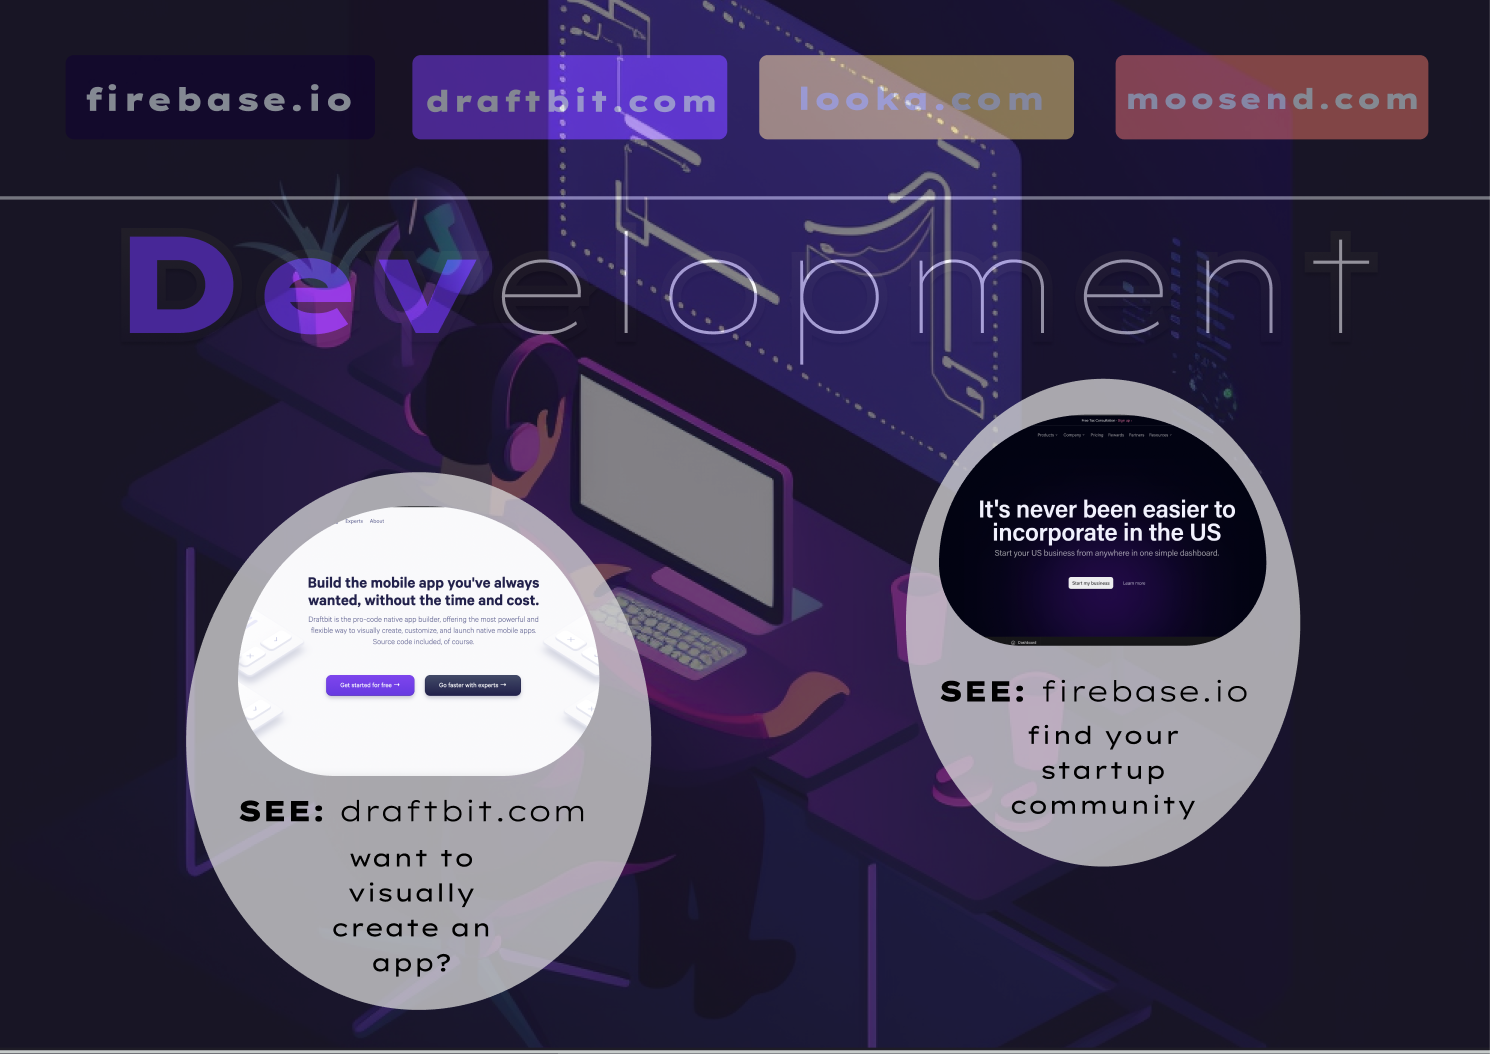 firebase.io
draftbit.com
looka.com
moosend.com
Development
Experts About
Build the mobile app you've always
wanted, without the time and cost.
Draftbit is the pro-code native app builder, offering the most powerful and
flexible way to visually create, customize, and launch native mobile apps.
Source code included, of course.
Get started for free →
Go faster with experts →
SEE: draftbit.com
want to
visually
create an
app?
Free Tax Consultation - Sign up
Products Company Pricing Rewards Partners Resources
It's never been easier to
incorporate in the US
Start your US business from anywhere in one simple dashboard.
Start my business
Learn more
Dashboard
SEE: firebase.io
find your
startup
community